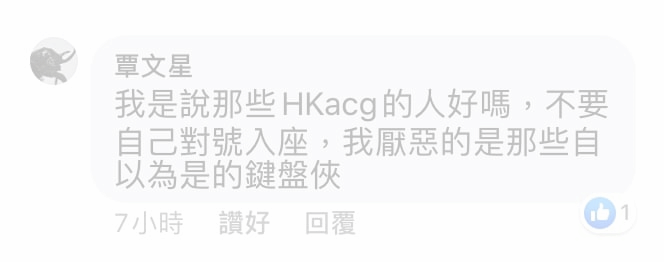 覃文星
我是說那些HKacg的人好嗎，不要
自己對號入座，我厭惡的是那些自
以為是的鍵盤俠
7小時 讚好 回覆
1